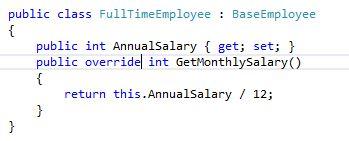 public class FullTimeEmployee : BaseEmployee
{
    public int AnnualSalary { get; set; }
    public override int GetMonthlySalary()
    {
        return this.AnnualSalary / 12;
    }
}